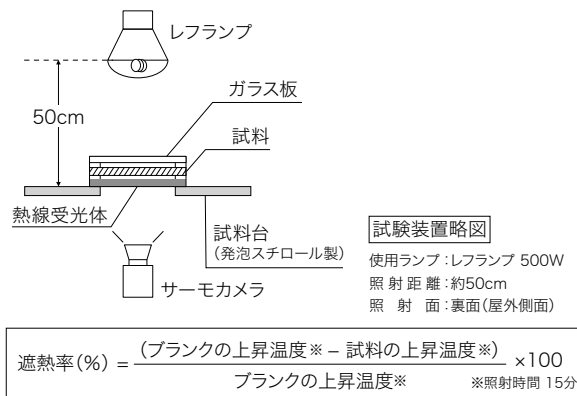 レフランプ
50cm
ガラス板
試料
熱線受光体
試料台
(発泡スチロール製)
サーモカメラ
試験装置略図
使用ランプ:レフランプ 500W
照射距離:約50cm
照 射 面:裏面(屋外側面)
遮熱率(%) = (ブランクの上昇温度※ − 試料の上昇温度※) ×100
ブランクの上昇温度※
※照射時間 15分